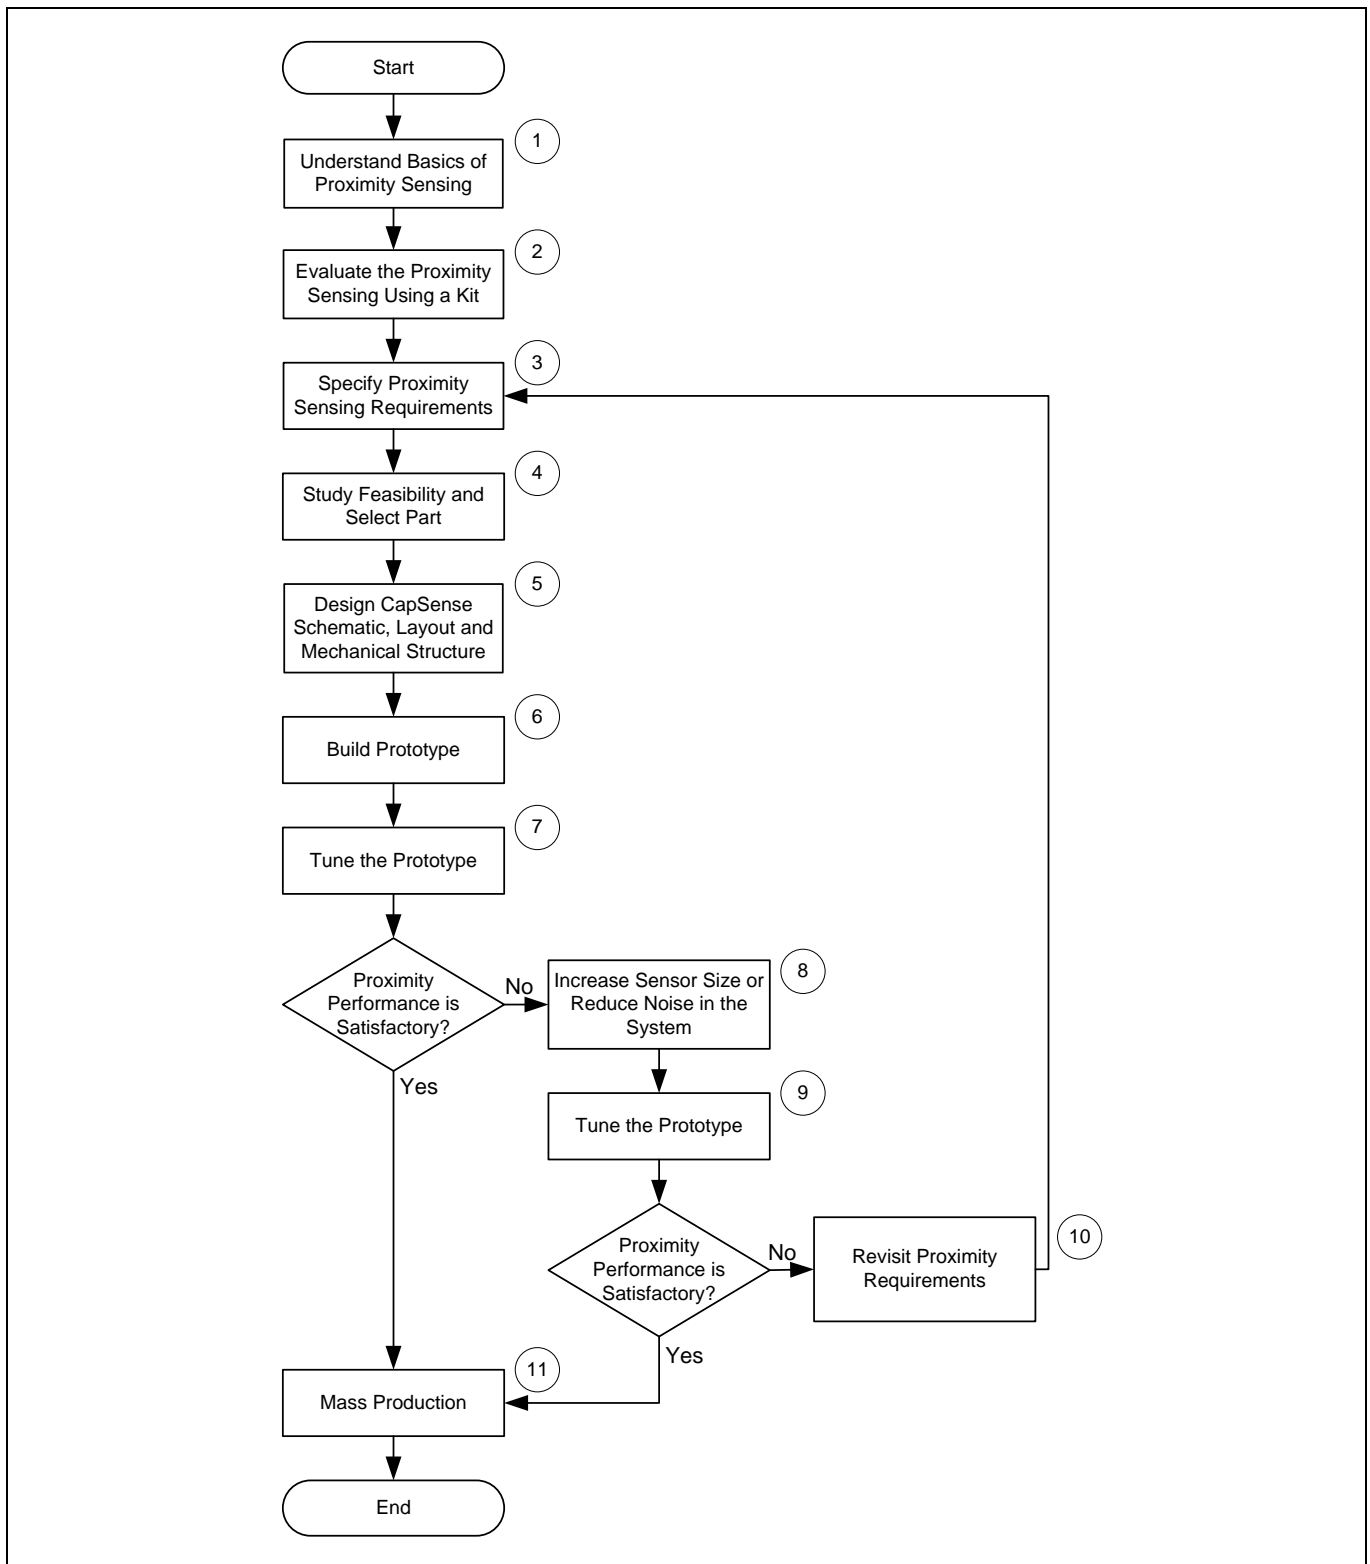 Start
1
Understand Basics of
Proximity Sensing
2
Evaluate the Proximity
Sensing Using a Kit
3
Specify Proximity
Sensing Requirements
4
Study Feasibility and
Select Part
5
Design CapSense
Schematic, Layout and
Mechanical Structure
6
Build Prototype
7
Tune the Prototype
Proximity
Performance is
Satisfactory?
No
8
Increase Sensor Size or
Reduce Noise in the
System
Yes
9
Tune the Prototype
Proximity
Performance is
Satisfactory?
No
10
Revisit Proximity
Requirements
Yes
11
Mass Production
End